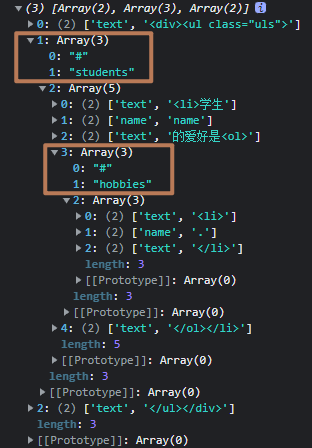 (3) [Array(2), Array(3), Array(2)] i
0: (2) ['text', '<div><ul class="uls">']
1: Array(3)
0: "#"
1: "students"
2: Array(5)
0: (2) ['text', '<li>学生']
1: (2) ['name', 'name']
2: (2) ['text', '的爱好是<ol>']
3: Array(3)
0: "#"
1: "hobbies"
2: Array(3)
0: (2) ['text', '<li>']
1: (2) ['name', '.']
2: (2) ['text', '</li>']
length: 3
[[Prototype]]: Array(0)
length: 3
[[Prototype]]: Array(0)
4: (2) ['text', '</ol></li>']
length: 5
[[Prototype]]: Array(0)
length: 3
[[Prototype]]: Array(0)
2: (2) ['text', '</ul></div>']
length: 3
[[Prototype]]: Array(0)